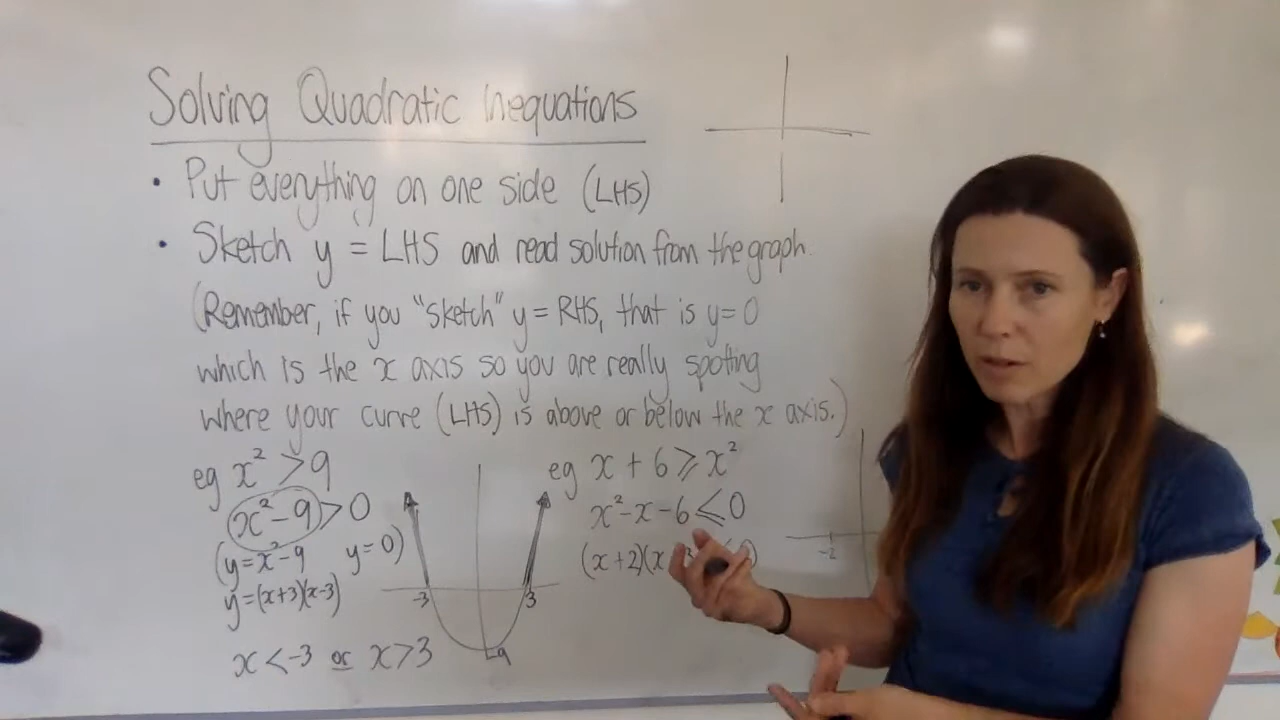 Solving Quadratic Inequations
• Put everything on one side (LHS)
• Sketch y = LHS and read solution from the graph.
(Remember, if you "sketch" y = RHS, that is y=0
which is the x axis so you are really spotting
where your curve (LHS) is above or below the x axis.)
eg x² > 9
x² - 9 > 0
(y = x² - 9 y = 0)
y = (x+3)(x-3)
x < -3 or x > 3
-3
3
-9
eg x + 6 ⩾ x²
x² - x - 6 ⩽ 0
(x+2)(x
-2